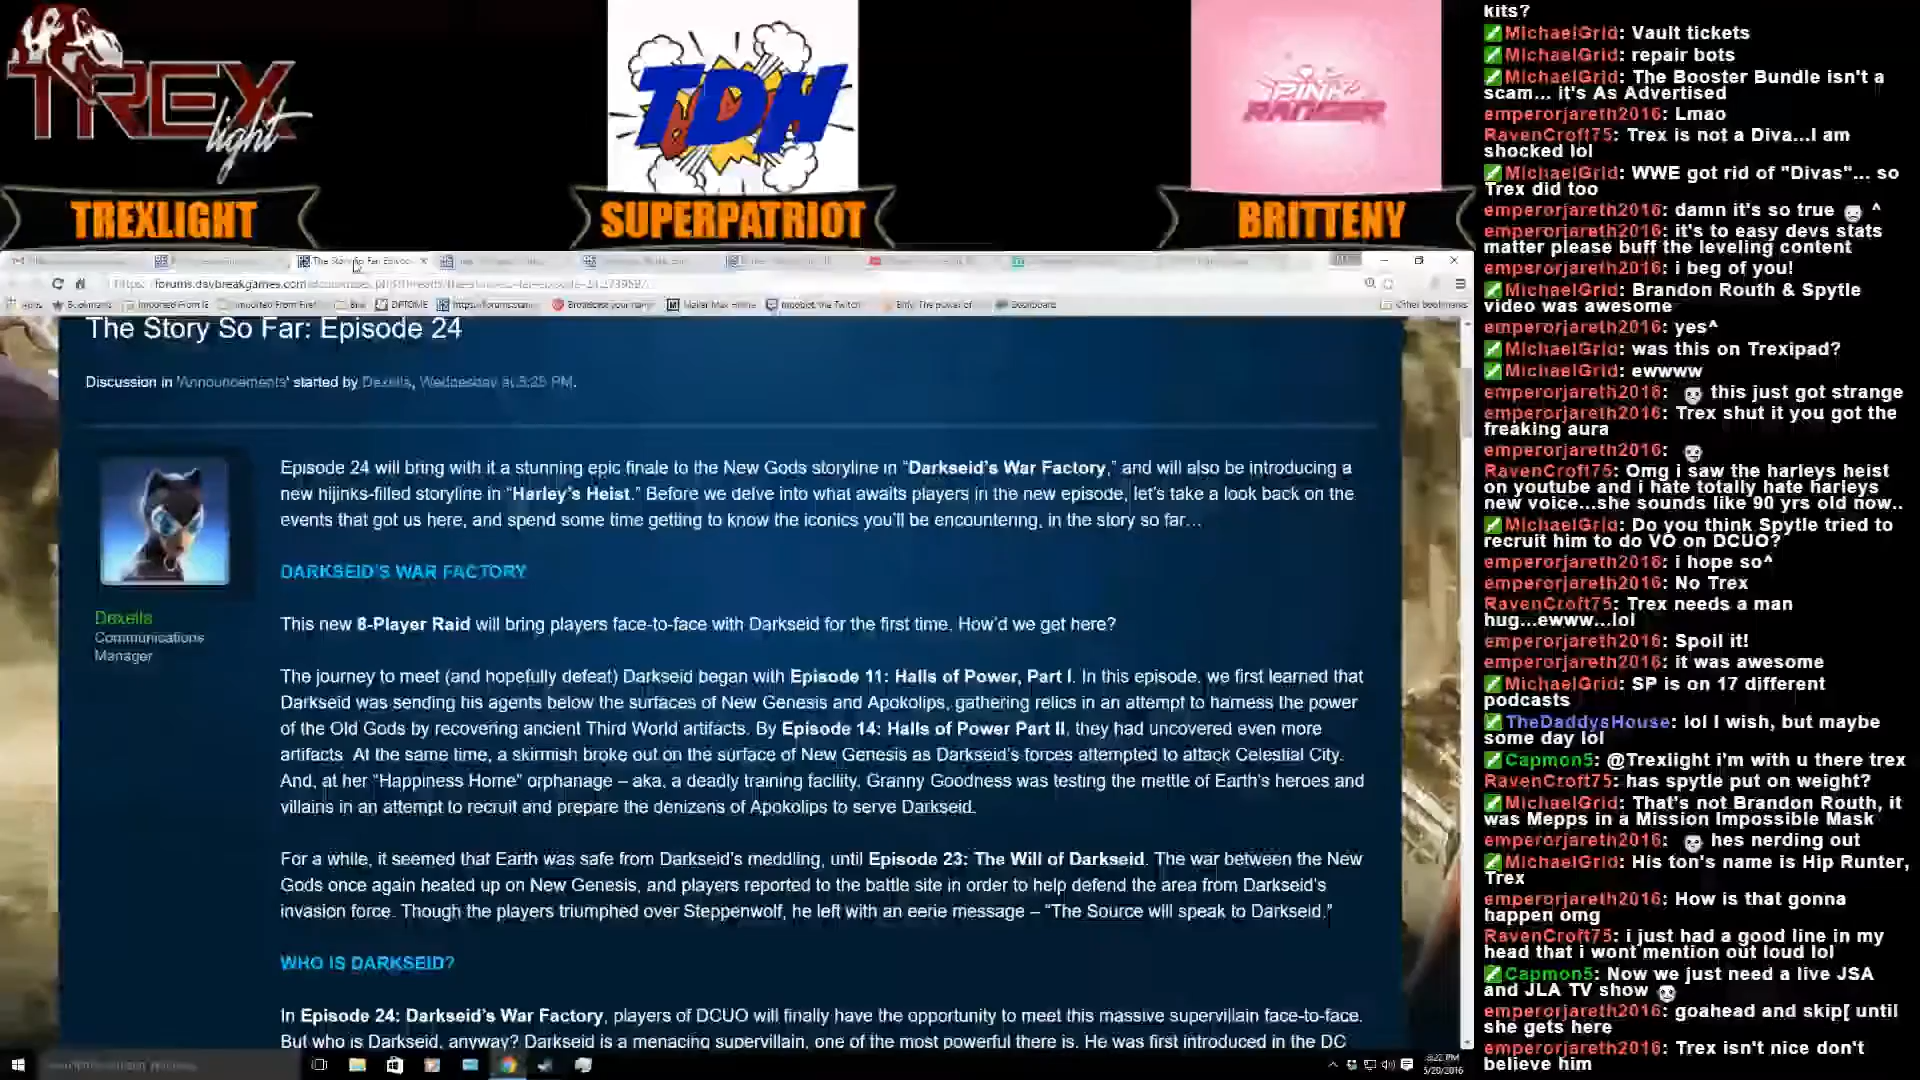 TREX
light
TDH
PINK
RANGER
TREXLIGHT
SUPERPATRIOT
BRITTENY
The Story So Far: Episode 24
Discussion in 'Announcements' started by Dexella, Wednesday at 3:25 PM.
Episode 24 will bring with it a stunning epic finale to the New Gods storyline in “Darkseid’s War Factory,” and will also be introducing a
new hijinks-filled storyline in “Harley’s Heist.” Before we delve into what awaits players in the new episode, let’s take a look back on the
events that got us here, and spend some time getting to know the iconics you’ll be encountering, in the story so far…
DARKSEID’S WAR FACTORY
Dexella
Communications
Manager
This new 8-Player Raid will bring players face-to-face with Darkseid for the first time. How’d we get here?
The journey to meet (and hopefully defeat) Darkseid began with Episode 11: Halls of Power, Part I. In this episode, we first learned that
Darkseid was sending his agents below the surfaces of New Genesis and Apokolips, gathering relics in an attempt to harness the power
of the Old Gods by recovering ancient Third World artifacts. By Episode 14: Halls of Power Part II, they had uncovered even more
artifacts. At the same time, a skirmish broke out on the surface of New Genesis as Darkseid’s forces attempted to attack Celestial City.
And, at her “Happiness Home” orphanage – aka, a deadly training facility, Granny Goodness was testing the mettle of Earth’s heroes and
villains in an attempt to recruit and prepare the denizens of Apokolips to serve Darkseid.
For a while, it seemed that Earth was safe from Darkseid’s meddling, until Episode 23: The Will of Darkseid. The war between the New
Gods once again heated up on New Genesis, and players reported to the battle site in order to help defend the area from Darkseid’s
invasion force. Though the players triumphed over Steppenwolf, he left with an eerie message – “The Source will speak to Darkseid.”
WHO IS DARKSEID?
In Episode 24: Darkseid’s War Factory, players of DCUO will finally have the opportunity to meet this massive supervillain face-to-face.
But who is Darkseid, anyway? Darkseid is a menacing supervillain, one of the most powerful there is. He was first introduced in the DC
kits?
MichaelGrid: Vault tickets
MichaelGrid: repair bots
MichaelGrid: The Booster Bundle isn't a
scam... it's As Advertised
emperorjareth2016: Lmao
RavenCroft75: Trex is not a Diva...I am
shocked lol
MichaelGrid: WWE got rid of "Divas"... so
Trex did too
emperorjareth2016: damn it's so true ^
emperorjareth2016: it's to easy devs stats
matter please buff the leveling content
emperorjareth2016: i beg of you!
MichaelGrid: Brandon Routh & Spytle
video was awesome
emperorjareth2016: yes^
MichaelGrid: was this on Trexipad?
MichaelGrid: ewwww
emperorjareth2016: this just got strange
emperorjareth2016: Trex shut it you got the
freaking aura
emperorjareth2016:
RavenCroft75: Omg i saw the harleys heist
on youtube and i hate totally hate harleys
new voice...she sounds like 90 yrs old now..
MichaelGrid: Do you think Spytle tried to
recruit him to do VO on DCUO?
emperorjareth2016: i hope so^
emperorjareth2016: No Trex
RavenCroft75: Trex needs a man
hug...ewww...lol
emperorjareth2016: Spoil it!
emperorjareth2016: it was awesome
MichaelGrid: SP is on 17 different
podcasts
TheDaddysHouse: lol I wish, but maybe
some day lol
Capmon5: @Trexlight i'm with u there trex
RavenCroft75: has spytle put on weight?
MichaelGrid: That's not Brandon Routh, it
was Mepps in a Mission Impossible Mask
emperorjareth2016: hes nerding out
MichaelGrid: His ton's name is Hip Runter,
Trex
emperorjareth2016: How is that gonna
happen omg
RavenCroft75: i just had a good line in my
head that i wont mention out loud lol
Capmon5: Now we just need a live JSA
and JLA TV show
emperorjareth2016: goahead and skip[ until
she gets here
emperorjareth2016: Trex isn't nice don't
believe him